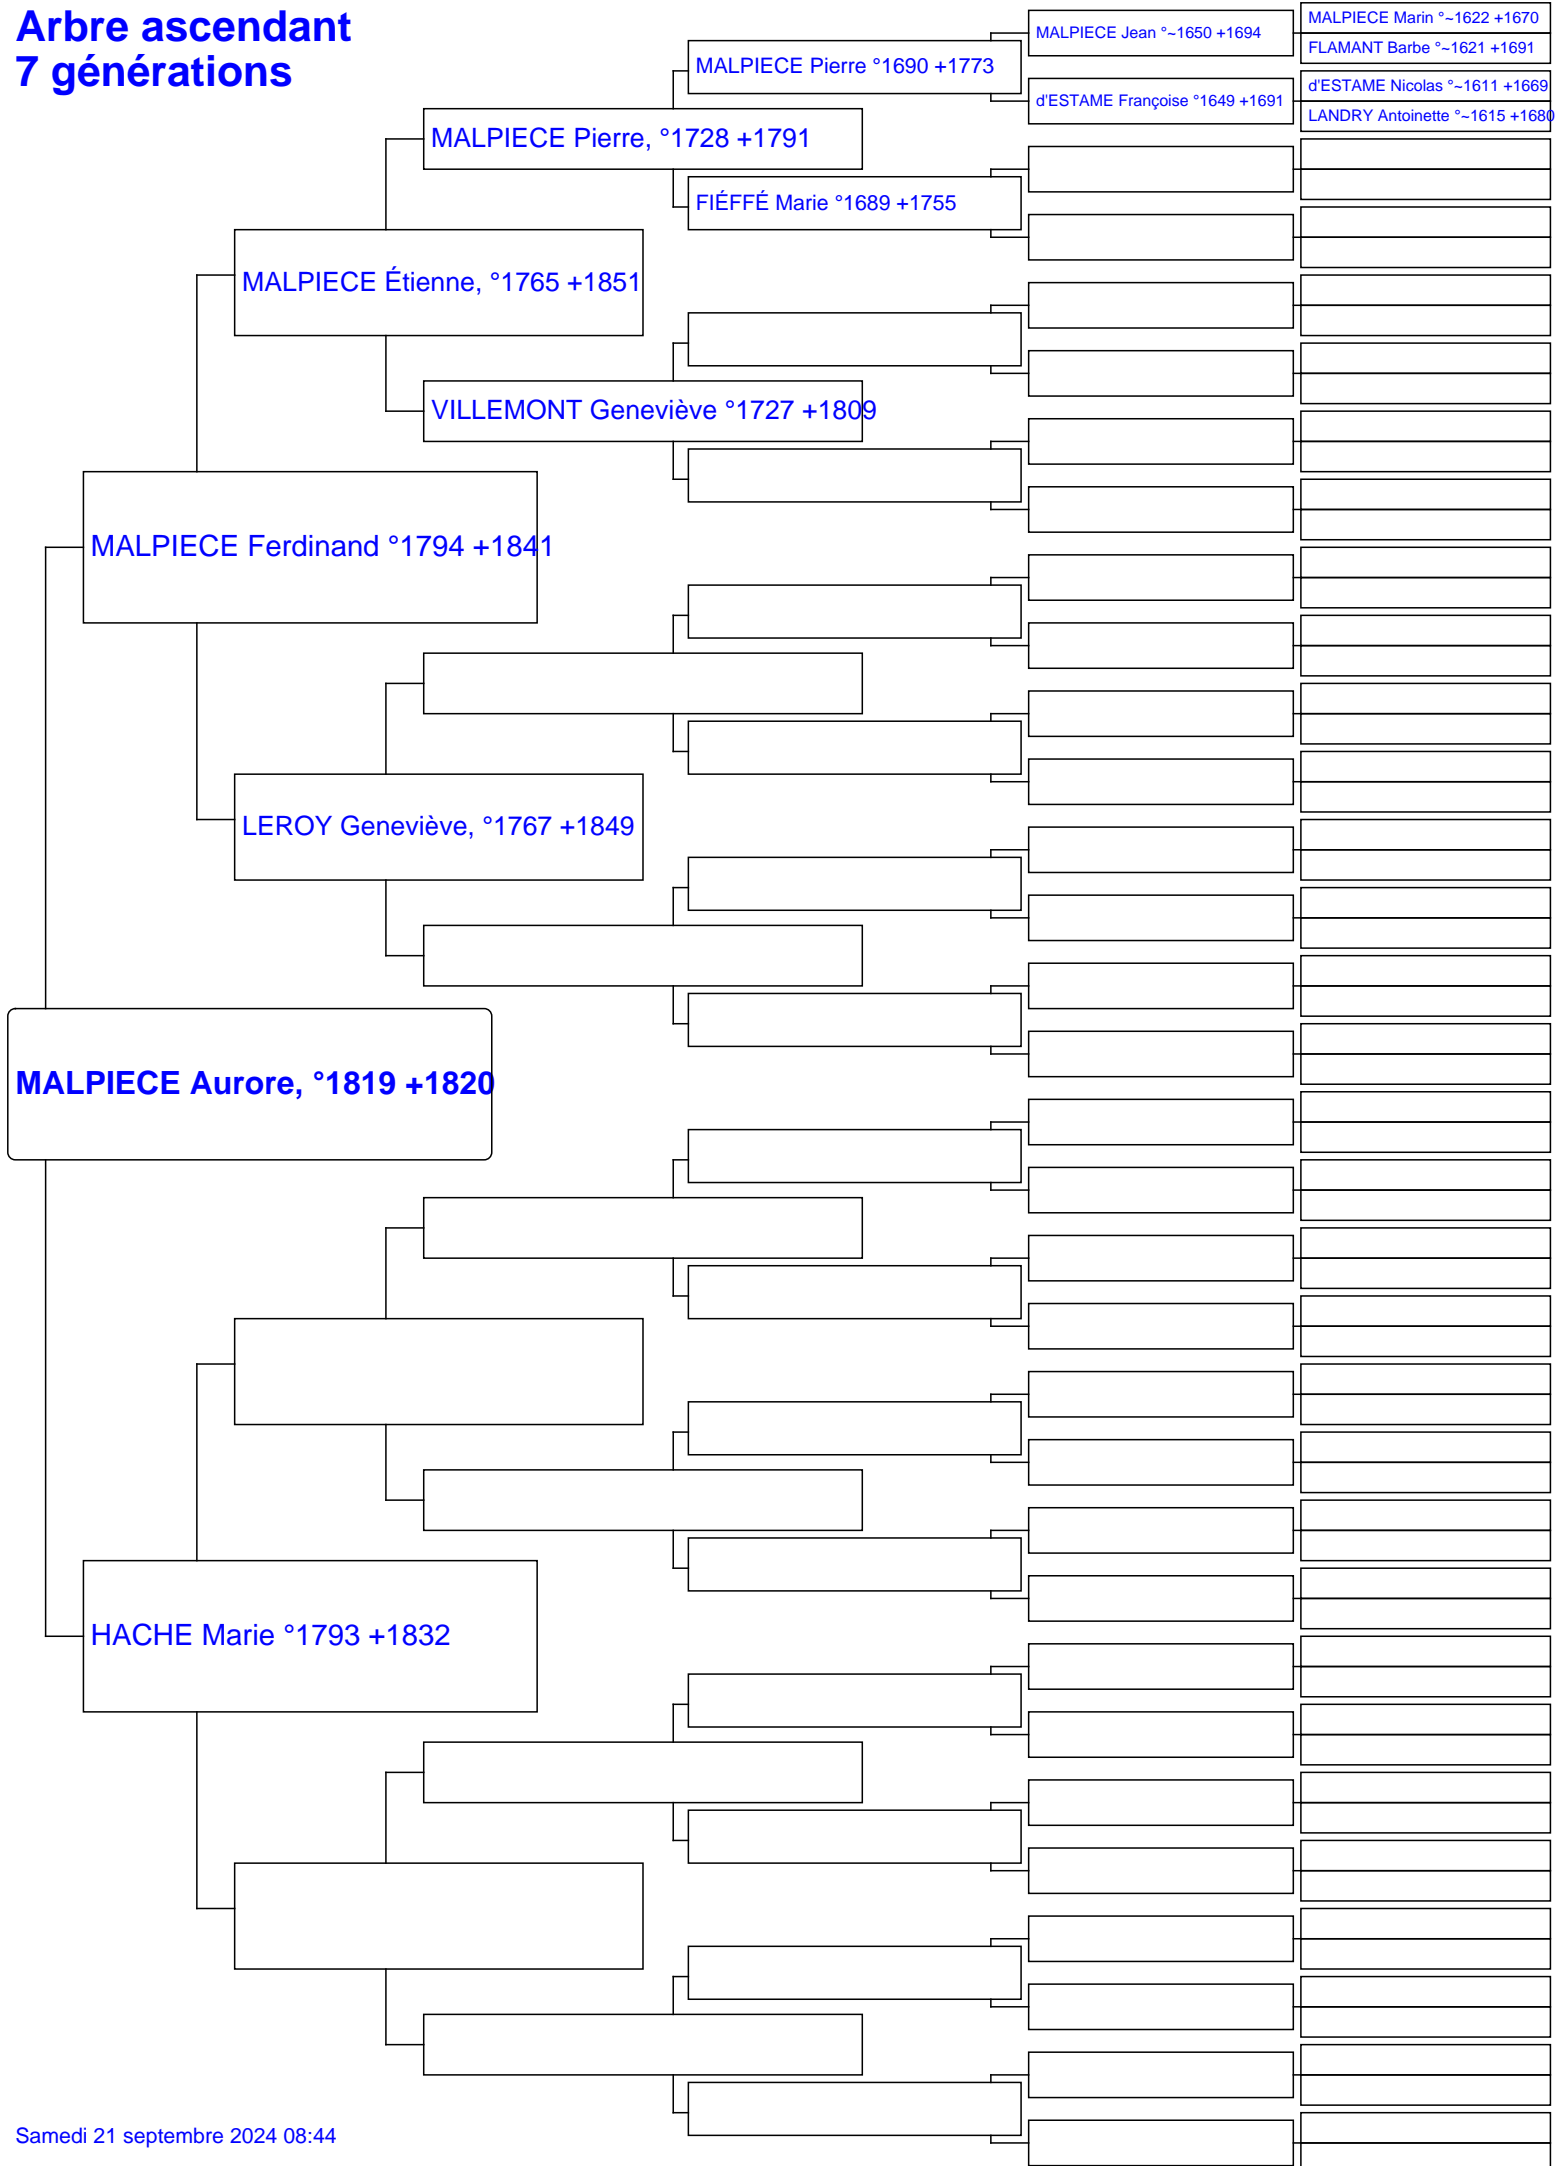 Arbre ascendant
7 générations
MALPIECE Jean °~1650 +1694
MALPIECE Marin °~1622 +1670
FLAMANT Barbe °~1621 +1691
MALPIECE Pierre °1690 +1773
d'ESTAME Françoise °1649 +1691
d'ESTAME Nicolas °~1611 +1669
LANDRY Antoinette °~1615 +1680
MALPIECE Pierre, °1728 +1791
FIÉFFÉ Marie °1689 +1755
MALPIECE Étienne, °1765 +1851
VILLEMONT Geneviève °1727 +1809
MALPIECE Ferdinand °1794 +1841
LEROY Geneviève, °1767 +1849
MALPIECE Aurore, °1819 +1820
HACHE Marie °1793 +1832
Samedi 21 septembre 2024 08:44